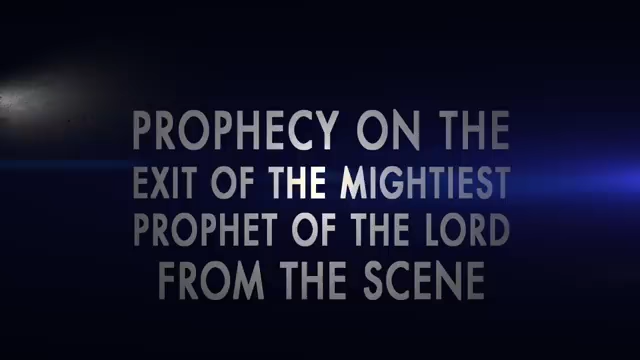 PROPHECY ON THE
EXIT OF THE MIGHTIEST
PROPHET OF THE LORD
FROM THE SCENE